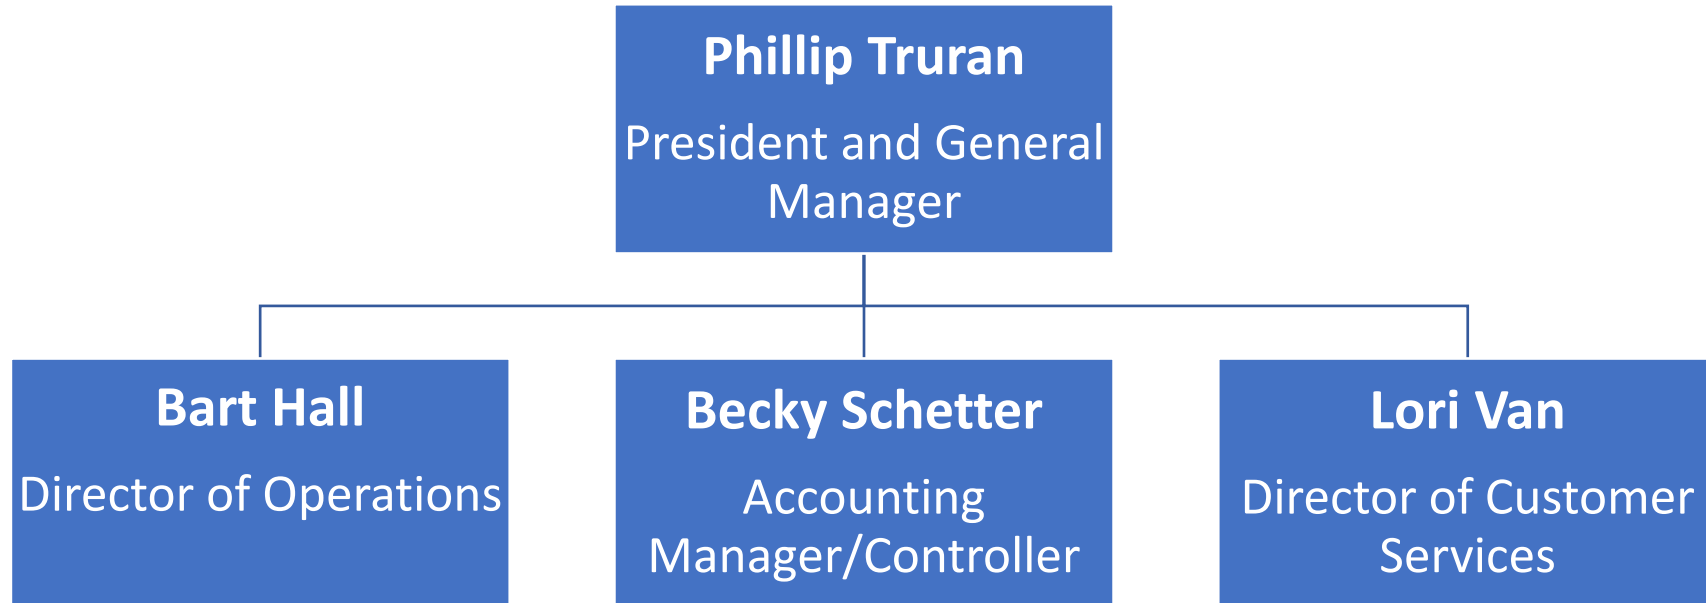 Phillip Truran
President and General
Manager
Bart Hall
Director of Operations
Becky Schetter
Accounting
Manager/Controller
Lori Van
Director of Customer
Services